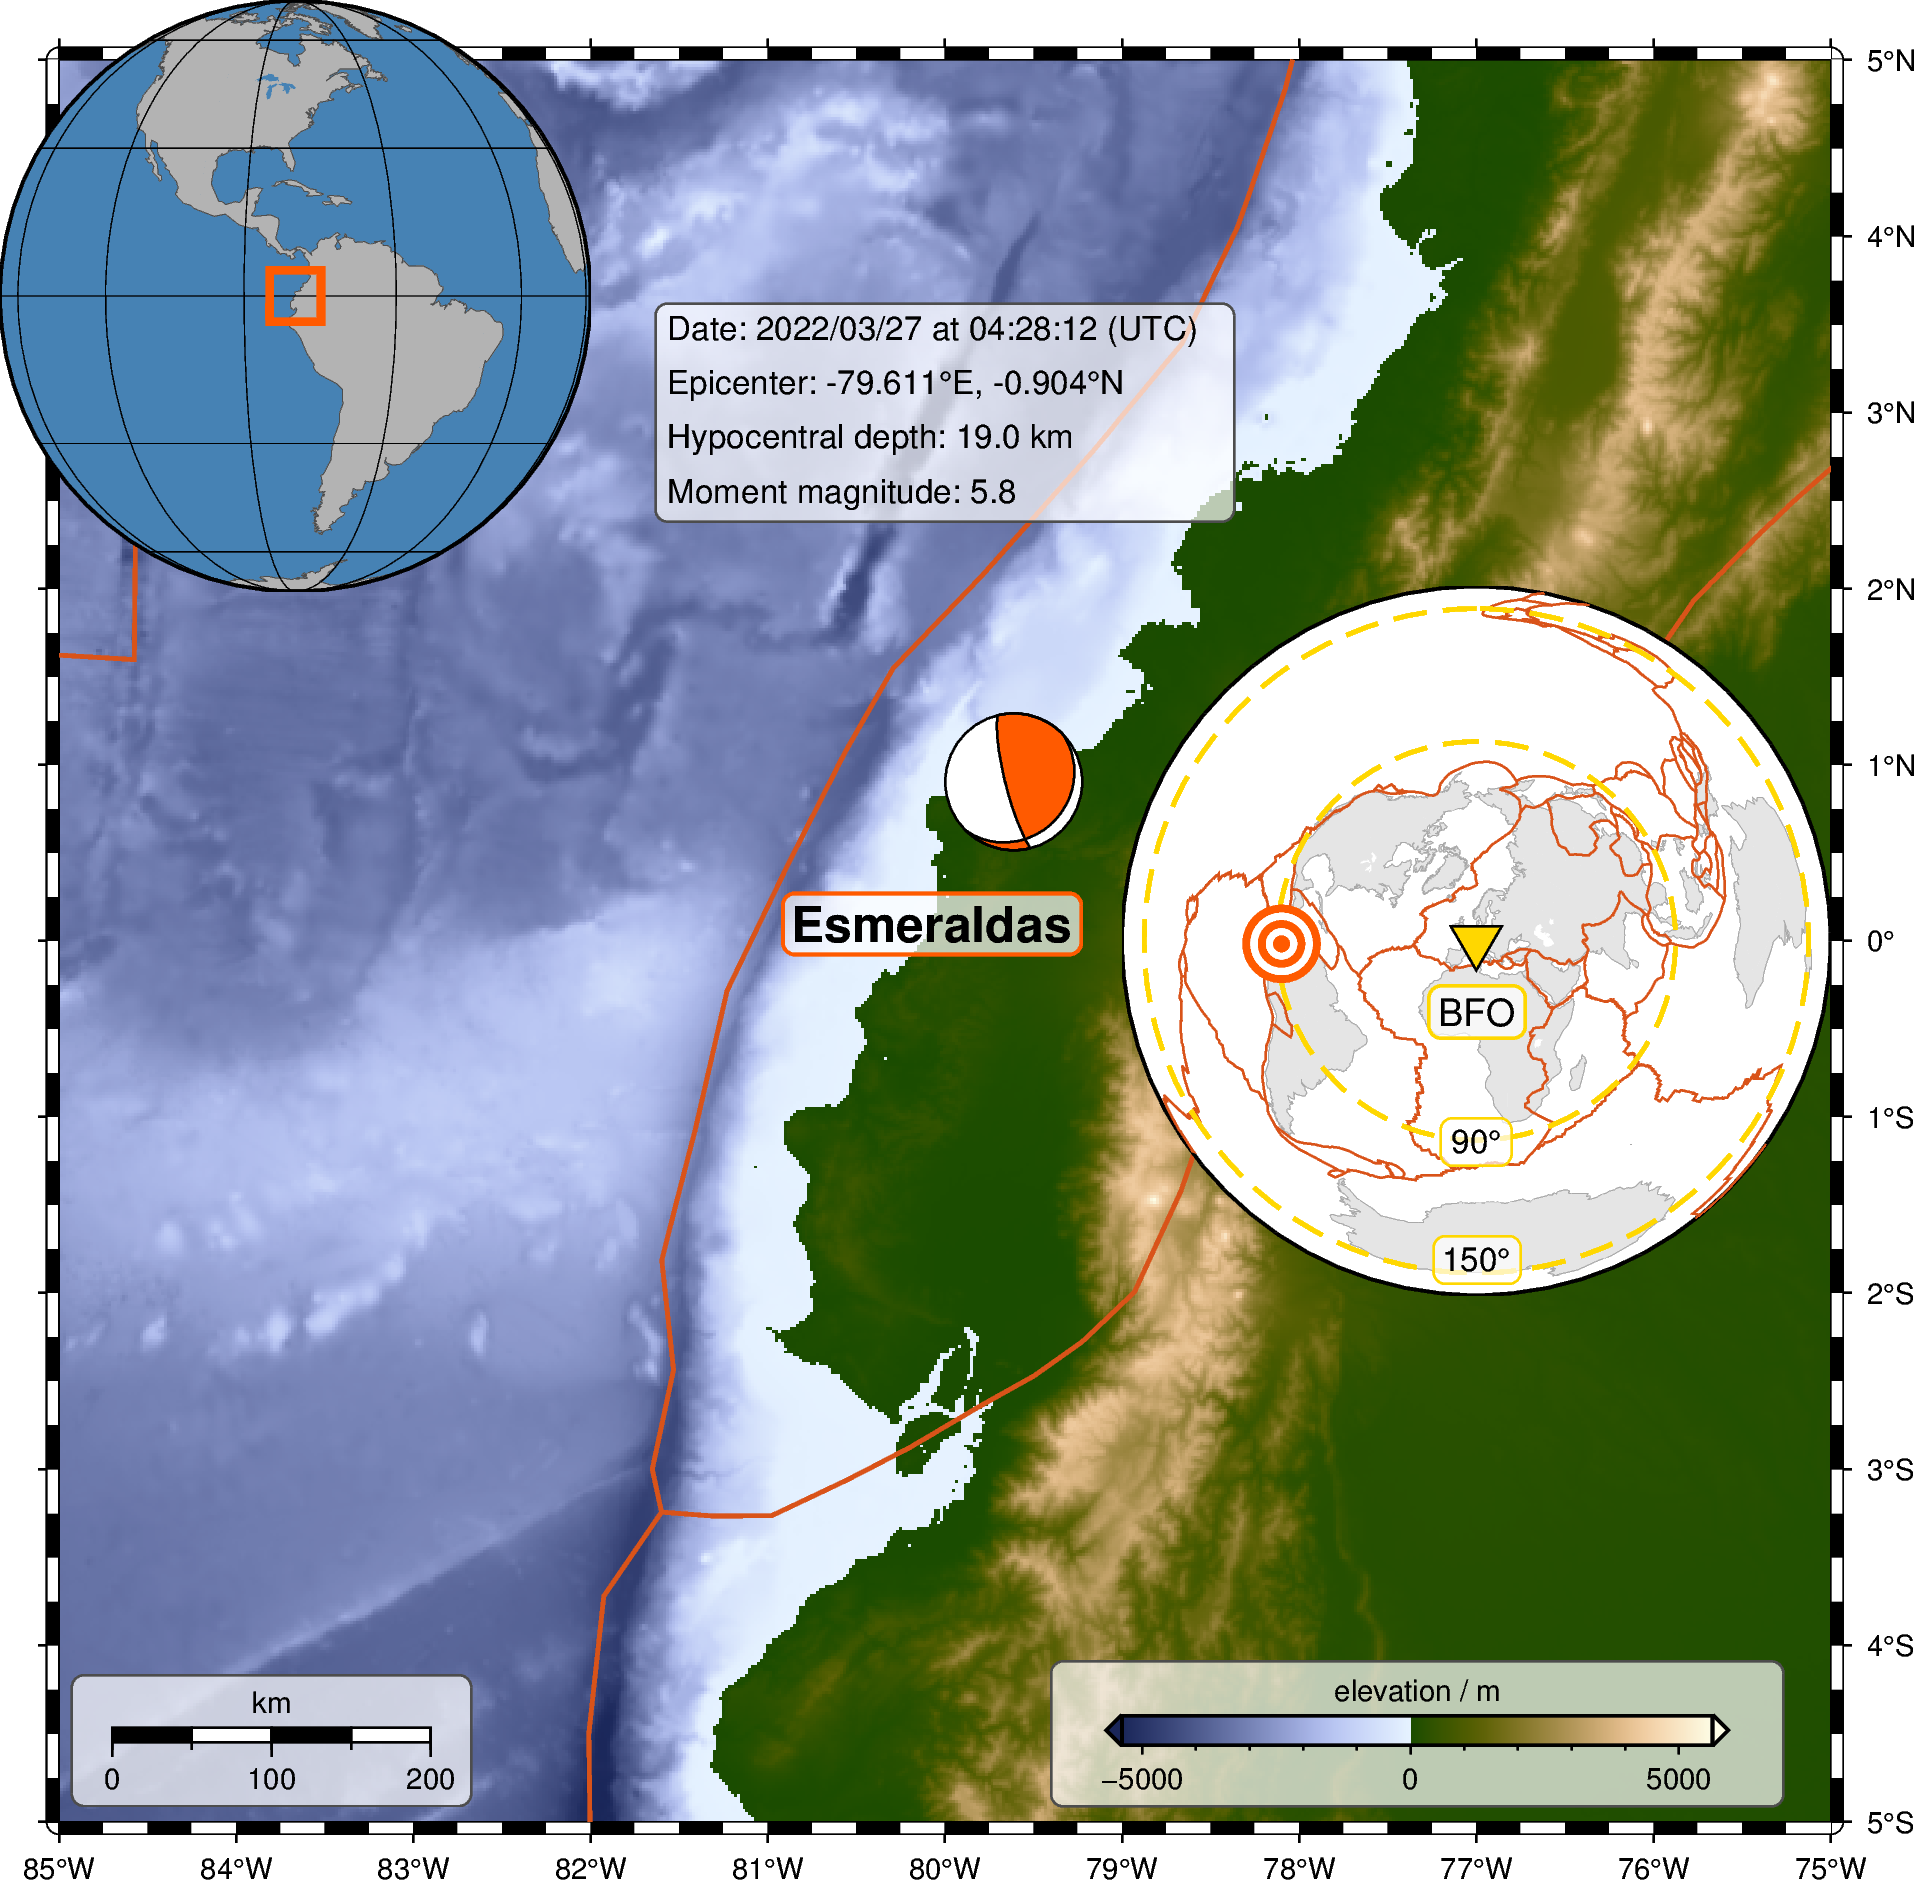 5°N
4°N
Date: 2022/03/27 at 04:28:12 (UTC)
Epicenter: -79.611°E, -0.904°N
3°N
Hypocentral depth: 19.0 km
Moment magnitude: 5.8
2°N
1°N
Esmeraldas
0°
BFO
1°S
90°
150°
2°S
3°S
4°S
km
0 100 200
elevation / m
−5000 0 5000
5°S
85°W 84°W 83°W 82°W 81°W 80°W 79°W 78°W 77°W 76°W 75°W